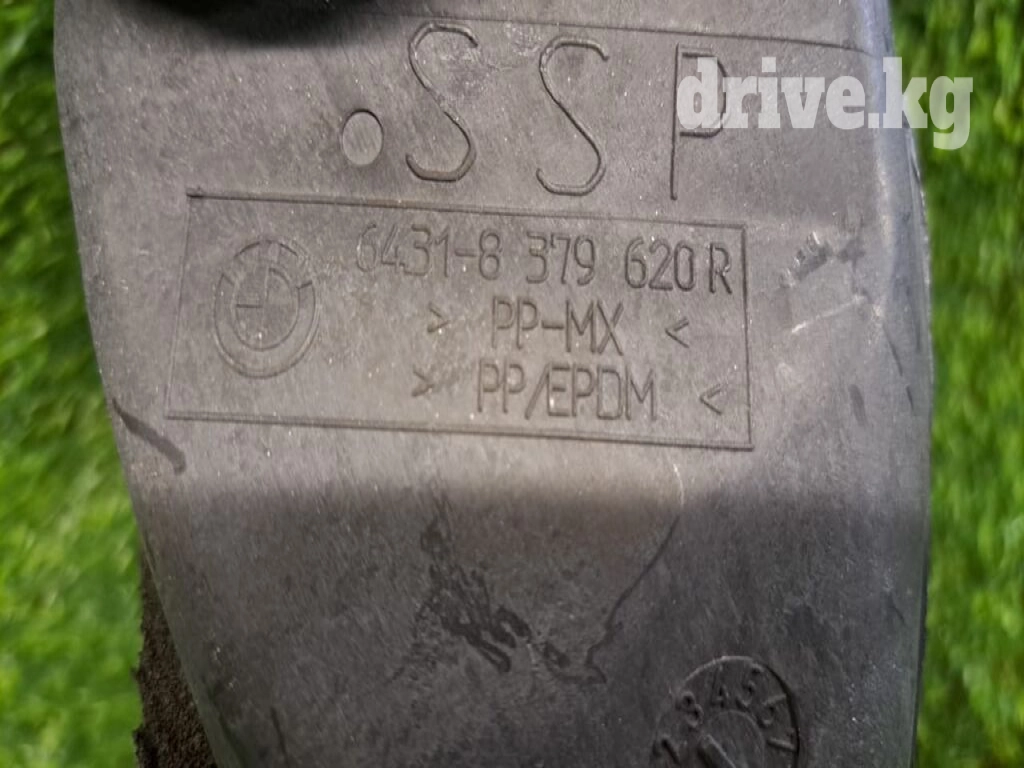 .SSP
drive.kg
6431-8 379 620 R
> PP-MX <
> PP/EPDM <